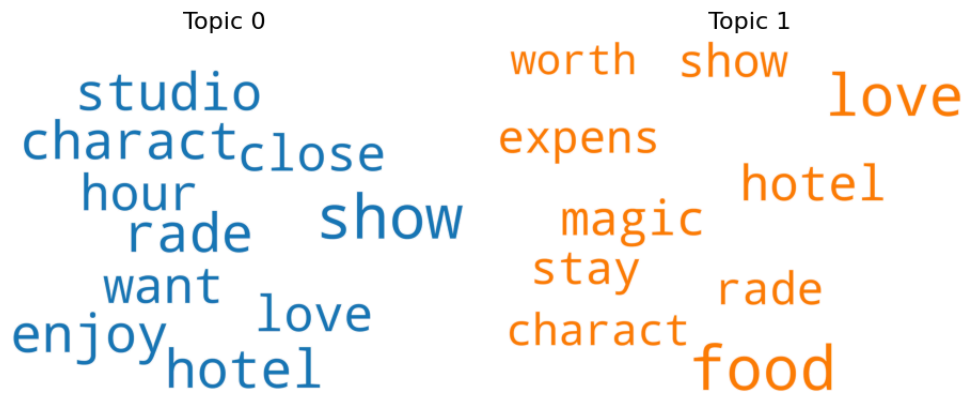 Topic 0
studio
charact
close
hour
show
rade
want
love
enjoy
hotel
Topic 1
worth show
love
expens
hotel
magic
stay
rade
charact
food